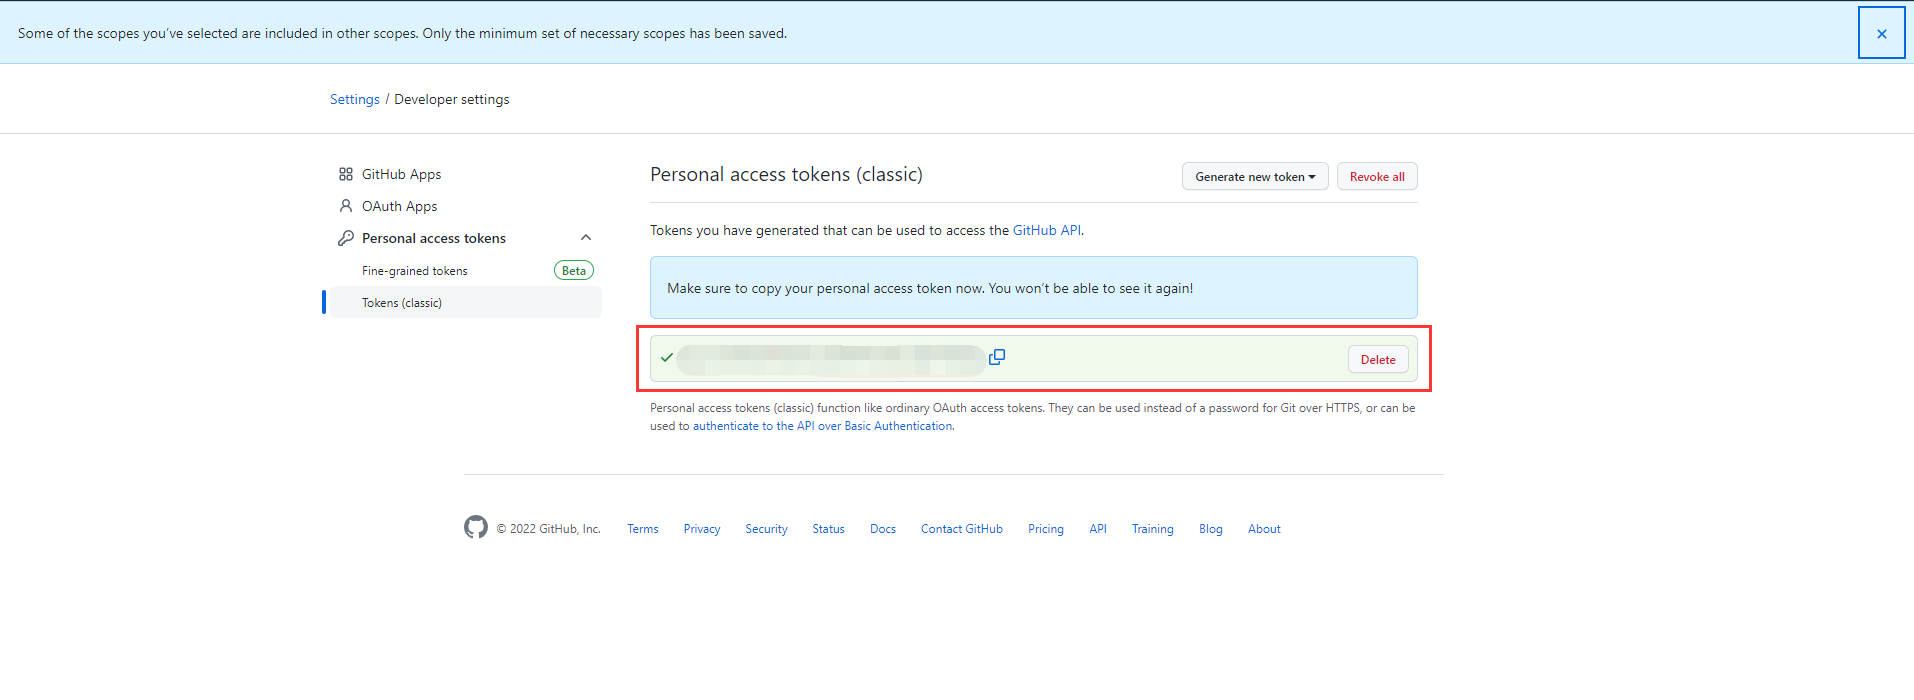 Some of the scopes you've selected are included in other scopes. Only the minimum set of necessary scopes has been saved.
Settings / Developer settings
GitHub Apps
OAuth Apps
Personal access tokens
Fine-grained tokens Beta
Tokens (classic)
Personal access tokens (classic)
Generate new token Revoke all
Tokens you have generated that can be used to access the GitHub API.
Make sure to copy your personal access token now. You won't be able to see it again!
Delete
Personal access tokens (classic) function like ordinary OAuth access tokens. They can be used instead of a password for Git over HTTPS, or can be
used to authenticate to the API over Basic Authentication.
© 2022 GitHub, Inc. Terms Privacy Security Status Docs Contact GitHub Pricing API Training Blog About